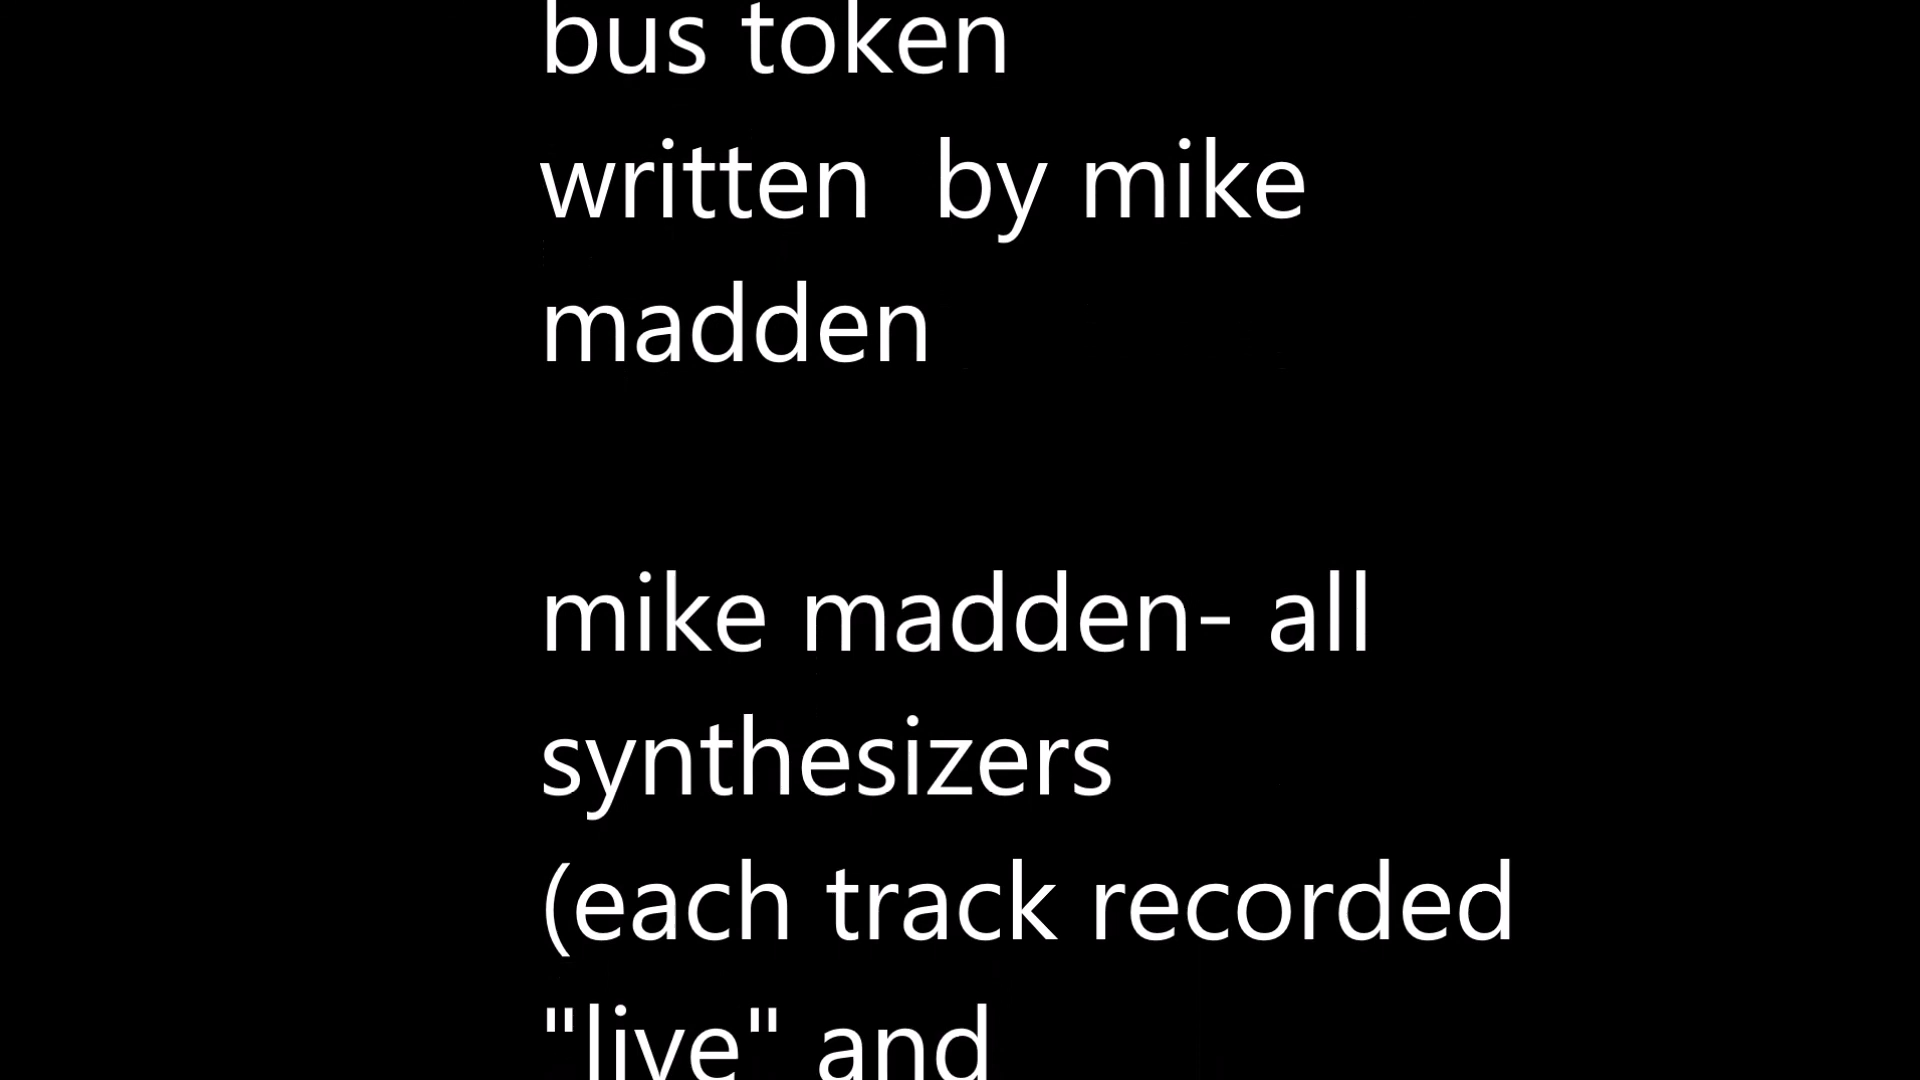 bus token
written  by mike
madden
mike madden- all
synthesizers
(each track recorded
"live" and